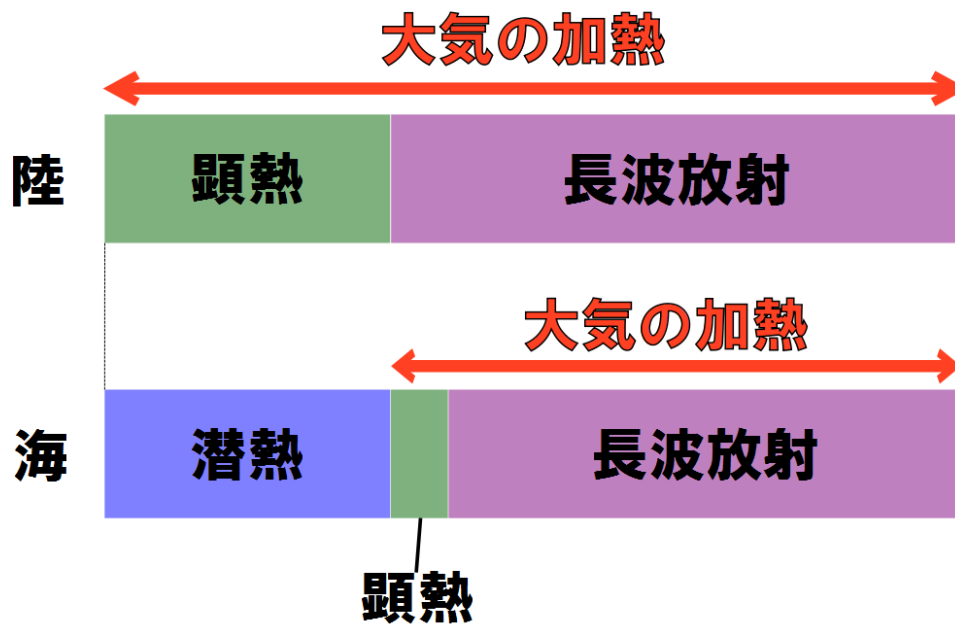 大気の加熱
陸 顕熱 長波放射
大気の加熱
海 潜熱 長波放射
顕熱